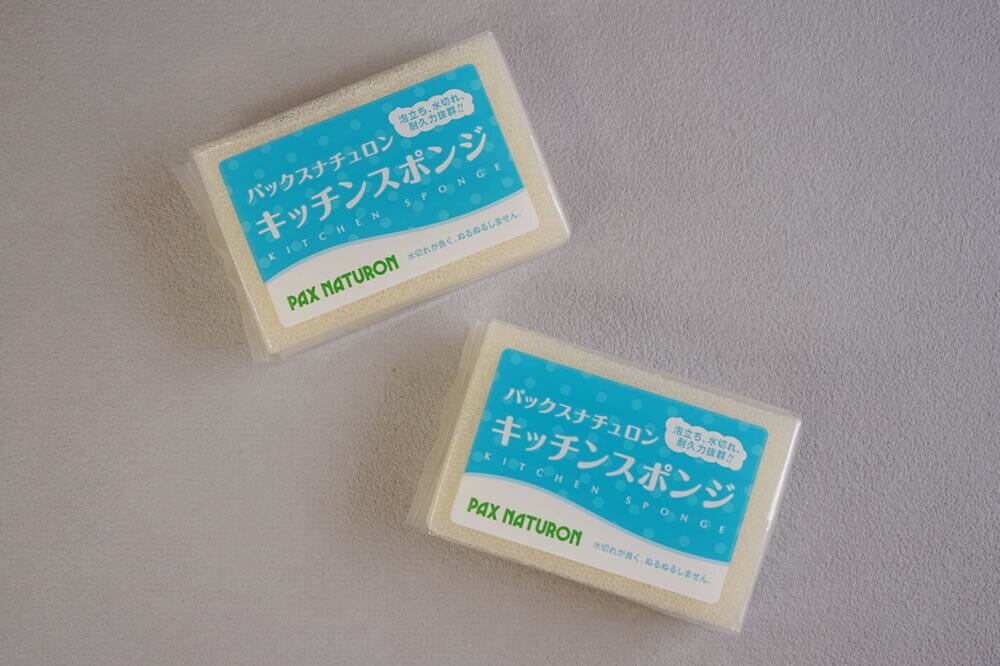 泡立ち、水切れ、
耐久力抜群!!
パックスナチュロン
キッチンスポンジ
KITCHEN SPONGE
PAX NATURON 水切れが良く、ぬるぬるしません。
パックスナチュロン
泡立ち、水切れ、
耐久力抜群!!
キッチンスポンジ
KITCHEN SPONGE
PAX NATURON 水切れが良く、ぬるぬるしません。